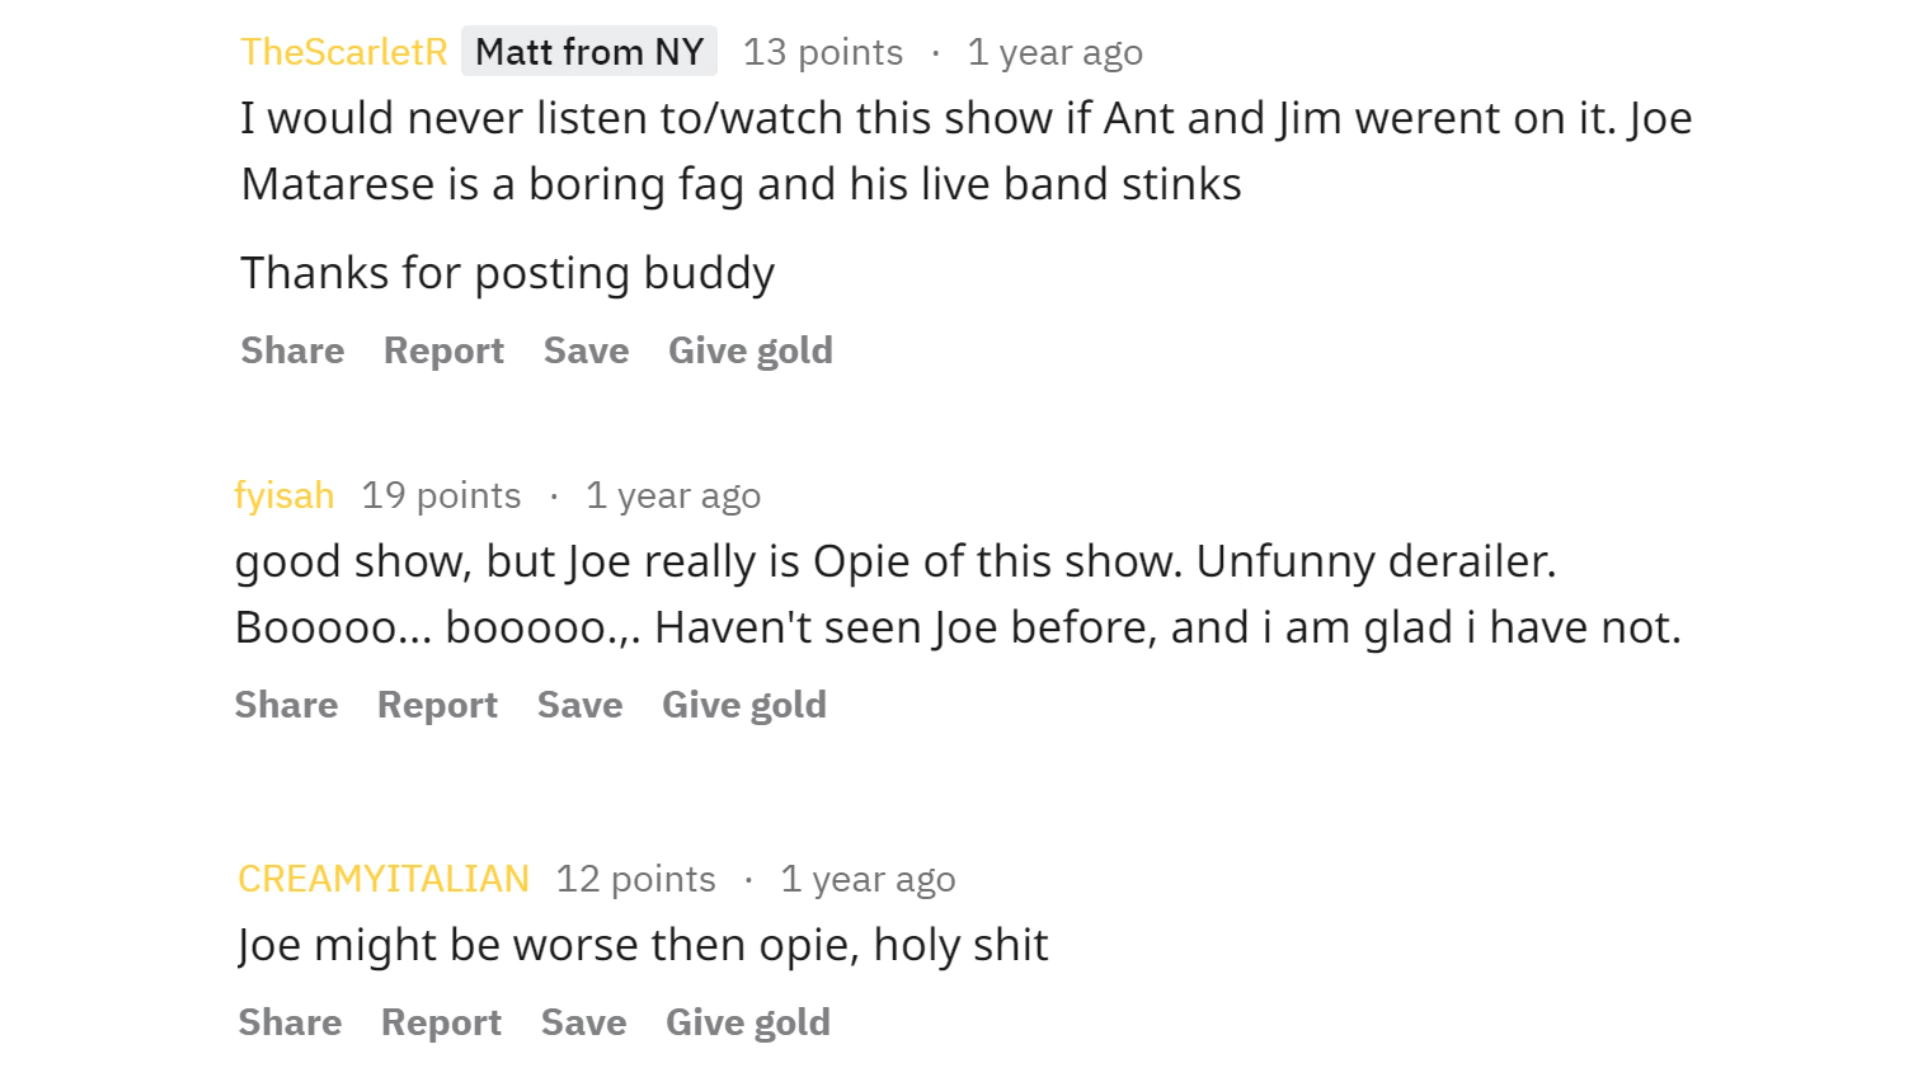 TheScarletR Matt from NY 13 points · 1 year ago
I would never listen to/watch this show if Ant and Jim werent on it. Joe
Matarese is a boring fag and his live band stinks
Thanks for posting buddy
Share Report Save Give gold
fyisah 19 points · 1 year ago
good show, but Joe really is Opie of this show. Unfunny derailer.
Booooo... booooo.,. Haven't seen Joe before, and i am glad i have not.
Share Report Save Give gold
CREAMYITALIAN 12 points · 1 year ago
Joe might be worse then opie, holy shit
Share Report Save Give gold